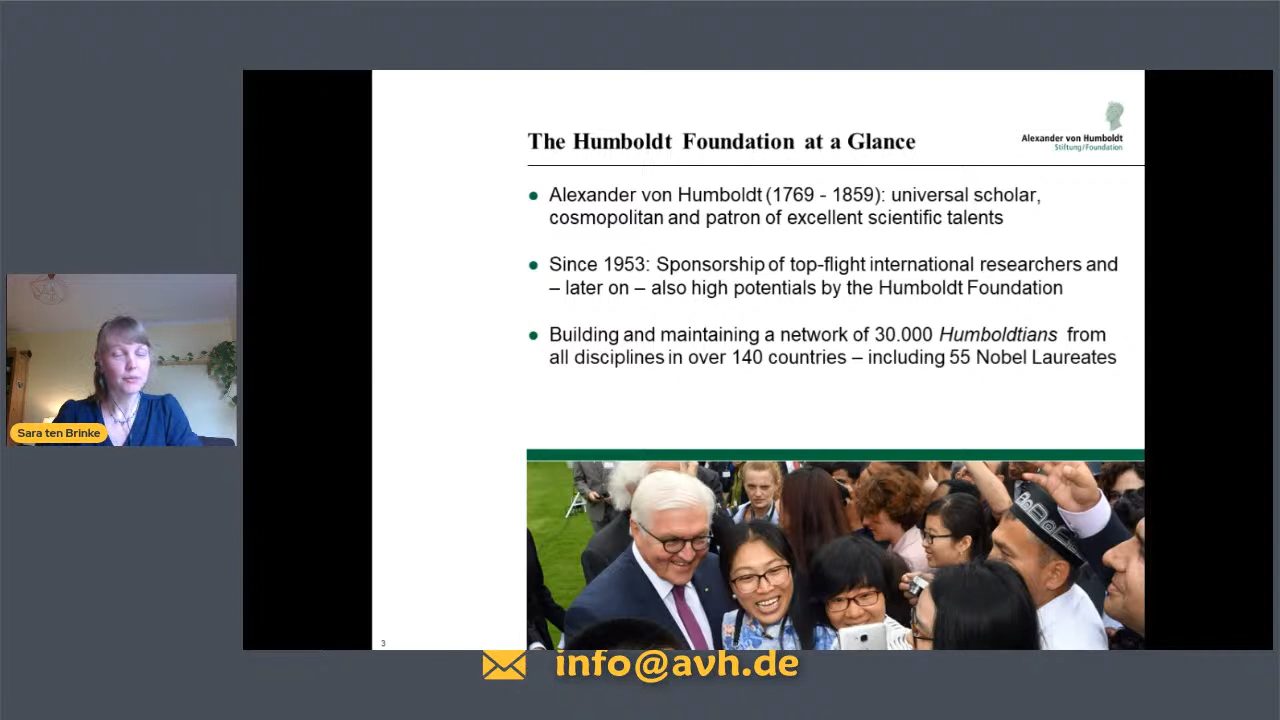 The Humboldt Foundation at a Glance
Alexander von Humboldt
Stiftung/Foundation
Alexander von Humboldt (1769 - 1859): universal scholar,
cosmopolitan and patron of excellent scientific talents
Since 1953: Sponsorship of top-flight international researchers and
– later on – also high potentials by the Humboldt Foundation
Building and maintaining a network of 30.000 Humboldtians from
all disciplines in over 140 countries – including 55 Nobel Laureates
Sara ten Brinke
3
info@avh.de